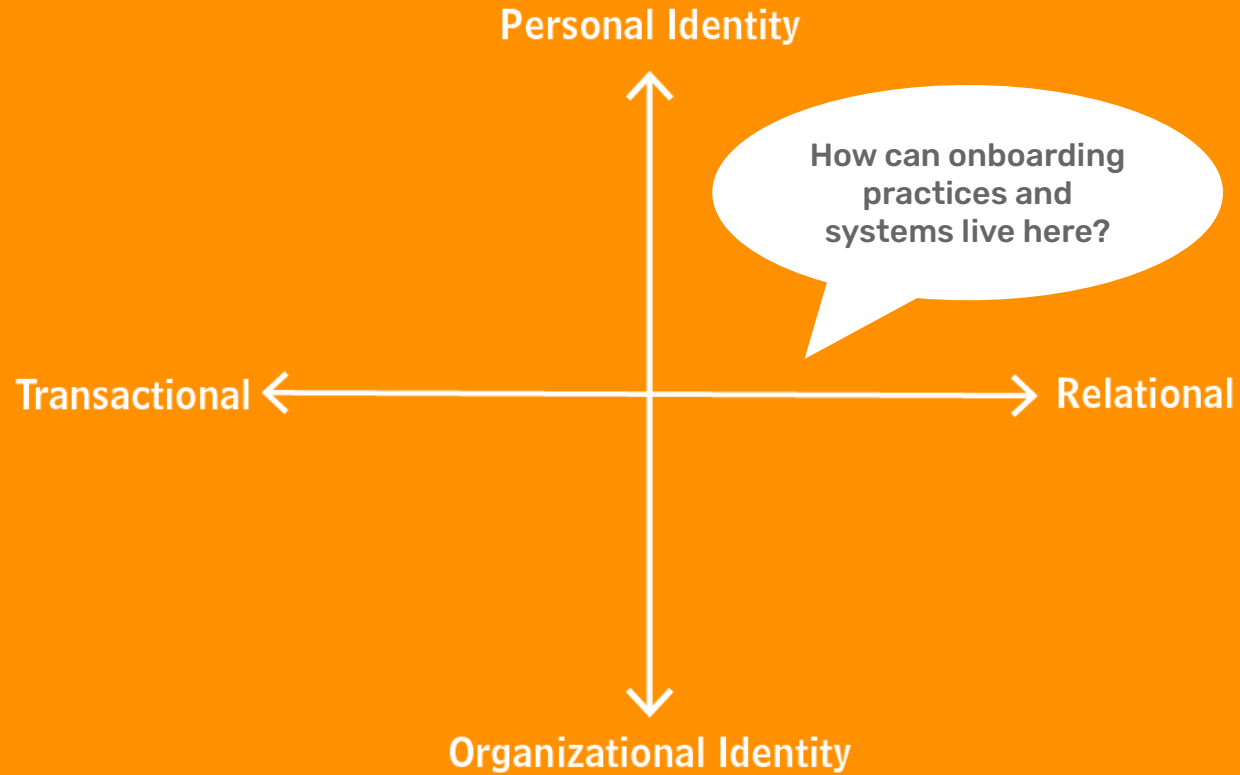 Personal Identity
How can onboarding
practices and
systems live here?
Transactional
Relational
Organizational Identity